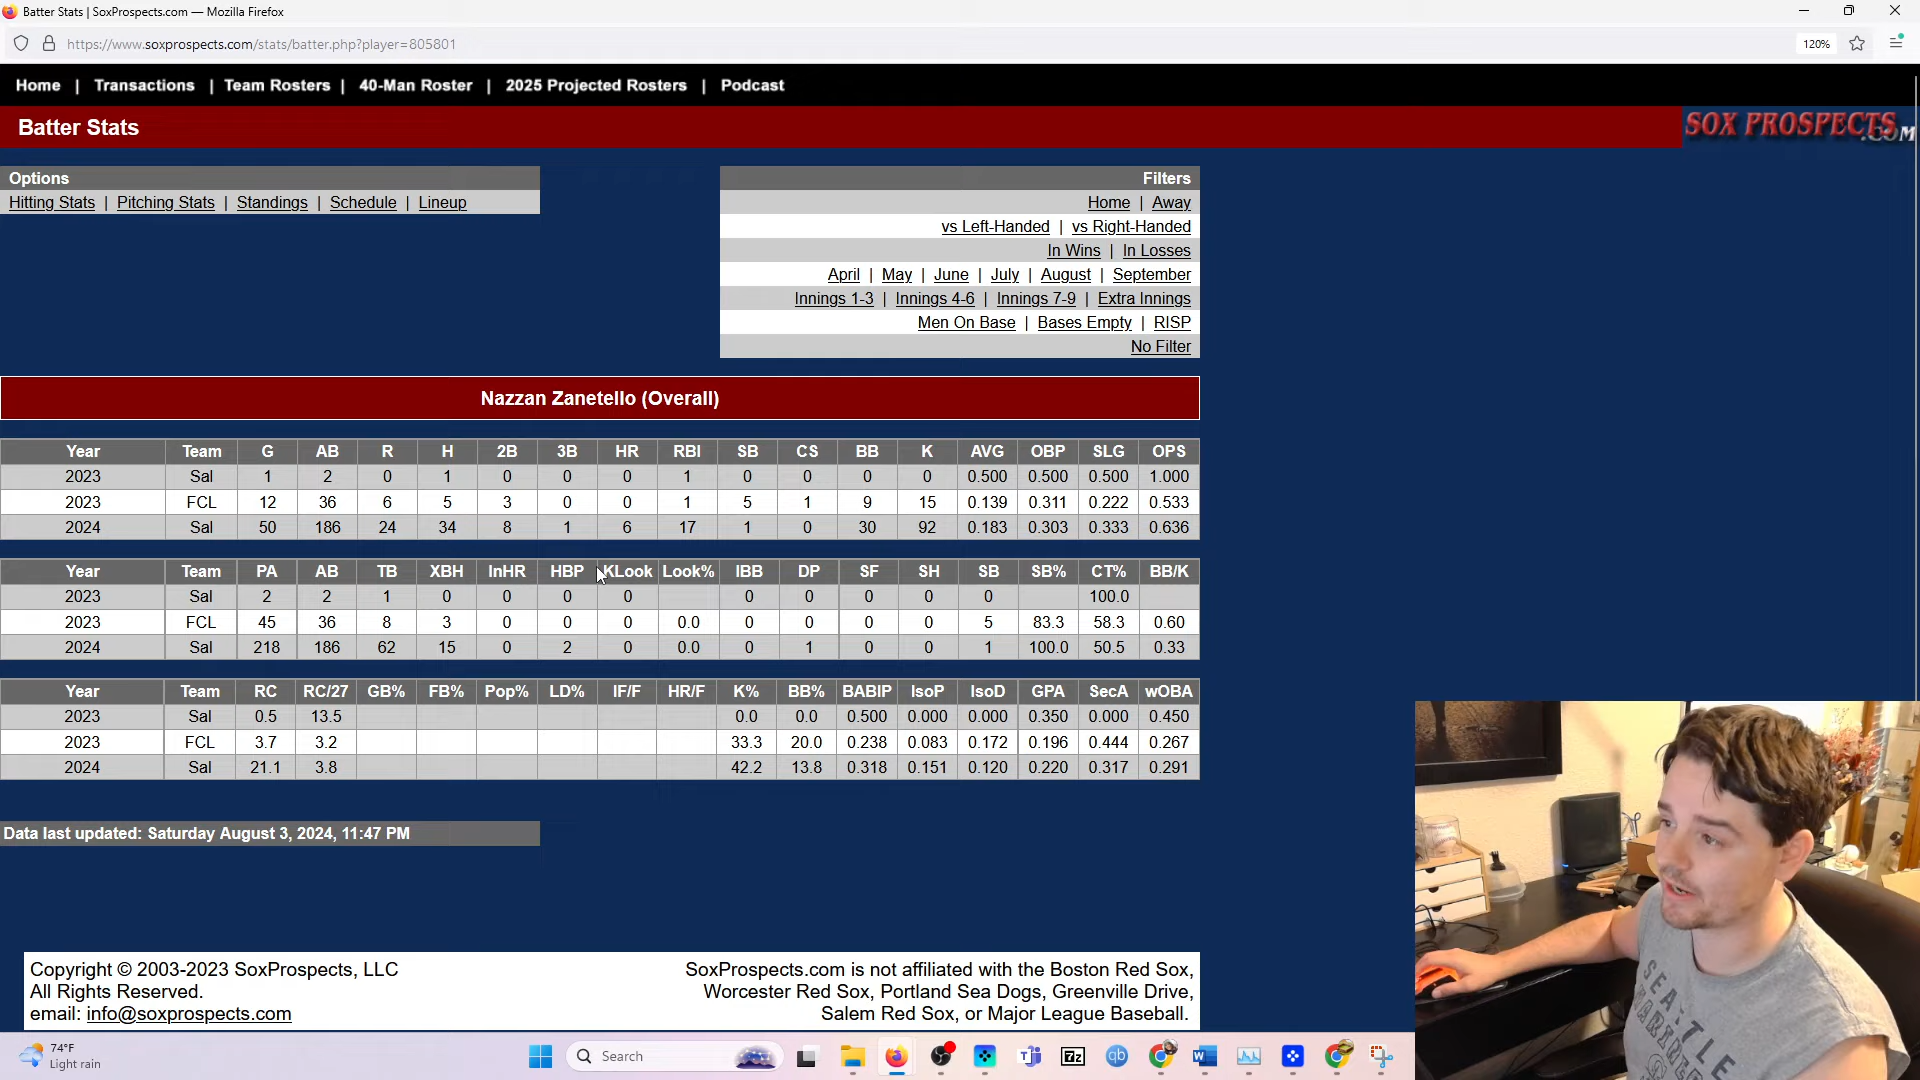 Batter Stats | SoxProspects.com — Mozilla Firefox
https://www.soxprospects.com/stats/batter.php?player=805801
120%
Home | Transactions | Team Rosters | 40-Man Roster | 2025 Projected Rosters | Podcast
Batter Stats
SOX PROSPECTS.COM
Options
Hitting Stats | Pitching Stats | Standings | Schedule | Lineup
Filters
Home | Away
vs Left-Handed | vs Right-Handed
In Wins | In Losses
April | May | June | July | August | September
Innings 1-3 | Innings 4-6 | Innings 7-9 | Extra Innings
Men On Base | Bases Empty | RISP
No Filter
Nazzan Zanetello (Overall)
Year Team G AB R H 2B 3B HR RBI SB CS BB K AVG OBP SLG OPS
2023 Sal 1 2 0 1 0 0 0 1 0 0 0 0 0.500 0.500 0.500 1.000
2023 FCL 12 36 6 5 3 0 0 1 5 1 9 15 0.139 0.311 0.222 0.533
2024 Sal 50 186 24 34 8 1 6 17 1 0 30 92 0.183 0.303 0.333 0.636
Year Team PA AB TB XBH InHR HBP KLook Look% IBB DP SF SH SB SB% CT% BB/K
2023 Sal 2 2 1 0 0 0 0 0 0 0 0 0 100.0
2023 FCL 45 36 8 3 0 0 0 0.0 0 0 0 0 5 83.3 58.3 0.60
2024 Sal 218 186 62 15 0 2 0 0.0 0 1 0 0 1 100.0 50.5 0.33
Year Team RC RC/27 GB% FB% Pop% LD% IF/F HR/F K% BB% BABIP IsoP IsoD GPA SecA wOBA
2023 Sal 0.5 13.5 0.0 0.0 0.500 0.000 0.000 0.350 0.000 0.450
2023 FCL 3.7 3.2 33.3 20.0 0.238 0.083 0.172 0.196 0.444 0.267
2024 Sal 21.1 3.8 42.2 13.8 0.318 0.151 0.120 0.220 0.317 0.291
Data last updated: Saturday August 3, 2024, 11:47 PM
Copyright © 2003-2023 SoxProspects, LLC
All Rights Reserved.
email: info@soxprospects.com
SoxProspects.com is not affiliated with the Boston Red Sox,
Worcester Red Sox, Portland Sea Dogs, Greenville Drive,
Salem Red Sox, or Major League Baseball.
SEATTLE
74°F
Light rain
Search
7z
qb